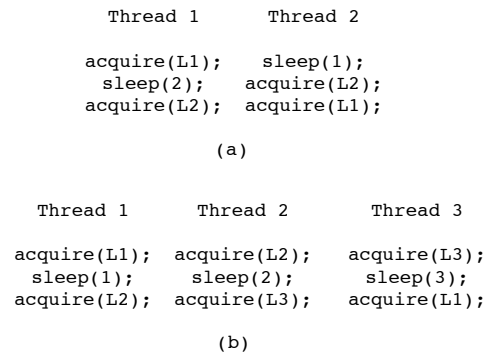 Thread 1 Thread 2
acquire(L1); sleep(1);
sleep(2); acquire(L2);
acquire(L2); acquire(L1);
(a)
Thread 1 Thread 2 Thread 3
acquire(L1); acquire(L2); acquire(L3);
sleep(1); sleep(2); sleep(3);
acquire(L2); acquire(L3); acquire(L1);
(b)